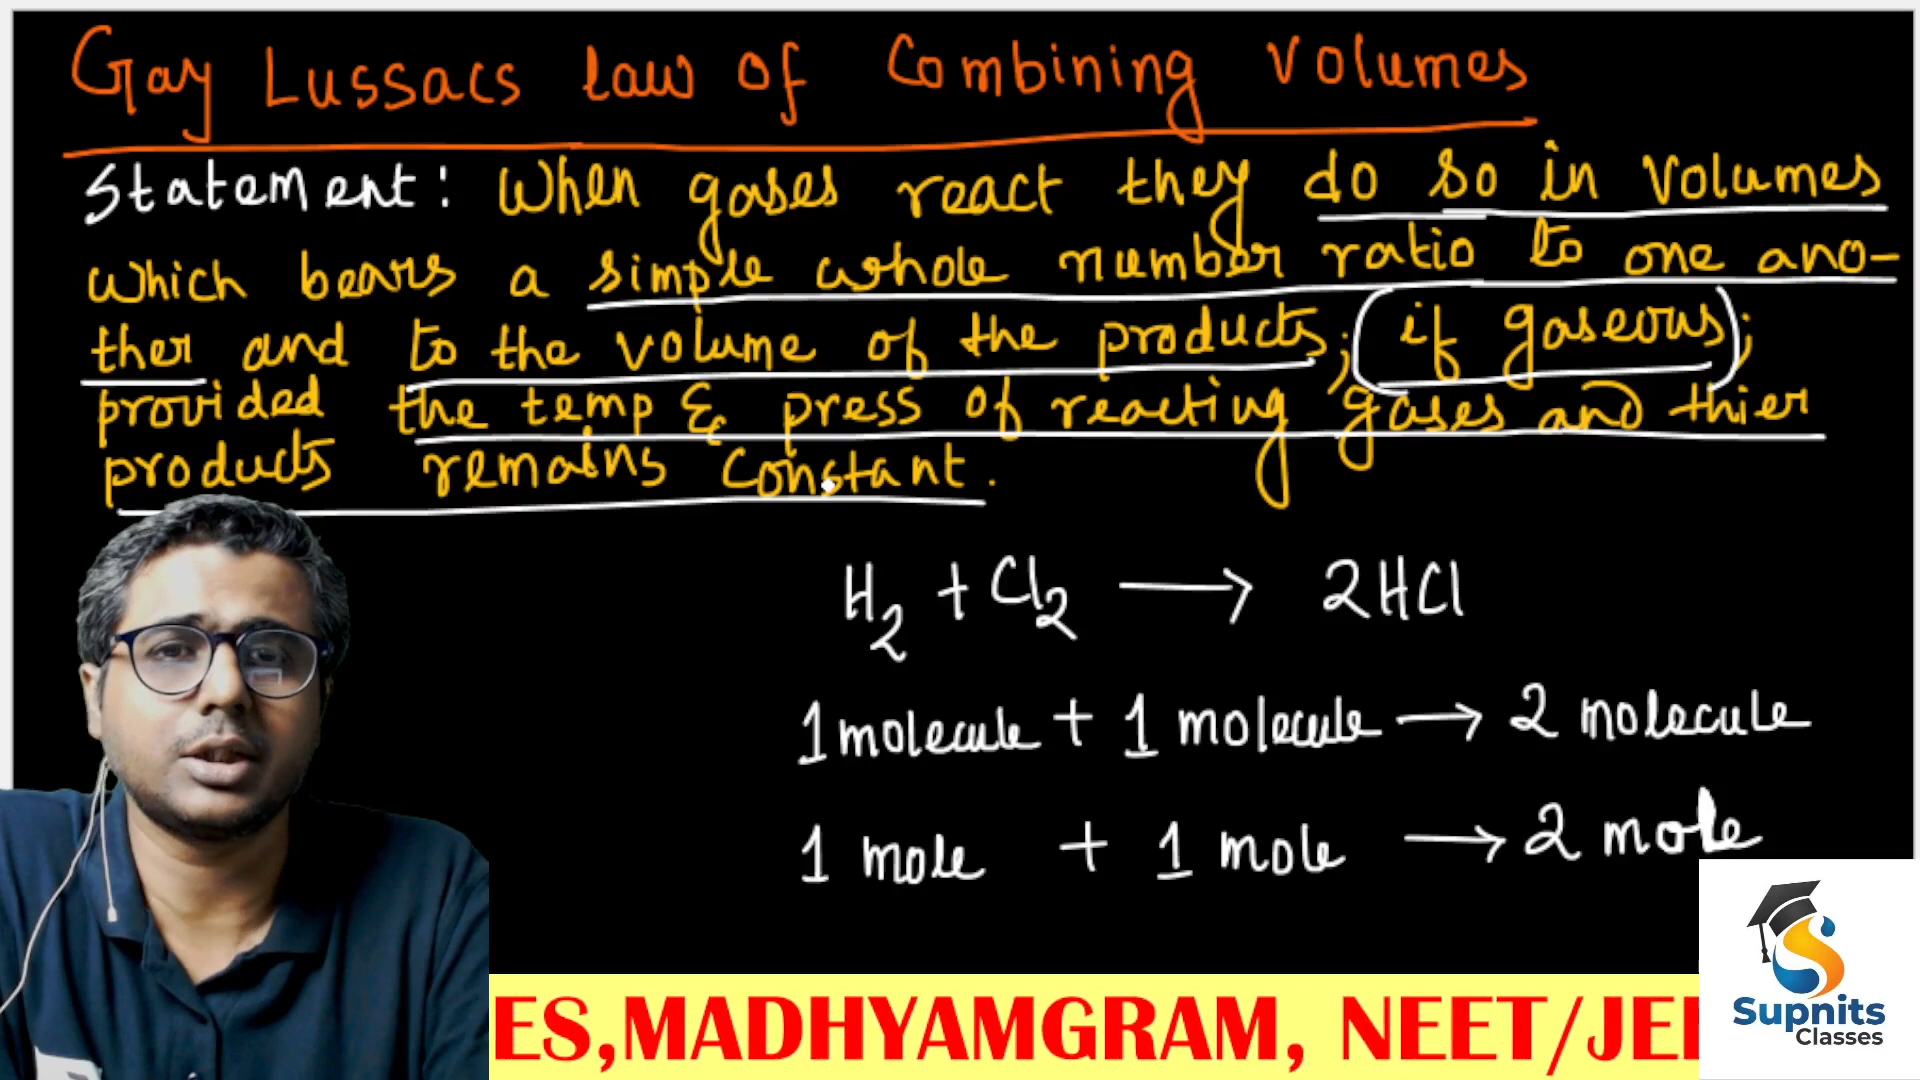 Gay Lussacs law of Combining Volumes
Statement: When gases react they do so in volumes
which bears a simple whole number ratio to one ano-
ther and to the volume of the products; (if gaseous);
provided the temp & press of reacting gases and thier
products remains constant.
H₂ + Cl₂ ⟶ 2HCl
1 molecule + 1 molecule ⟶ 2 molecule
1 mole + 1 mole ⟶ 2 mole
ES,MADHYAMGRAM, NEET/JEE
Supnits
Classes